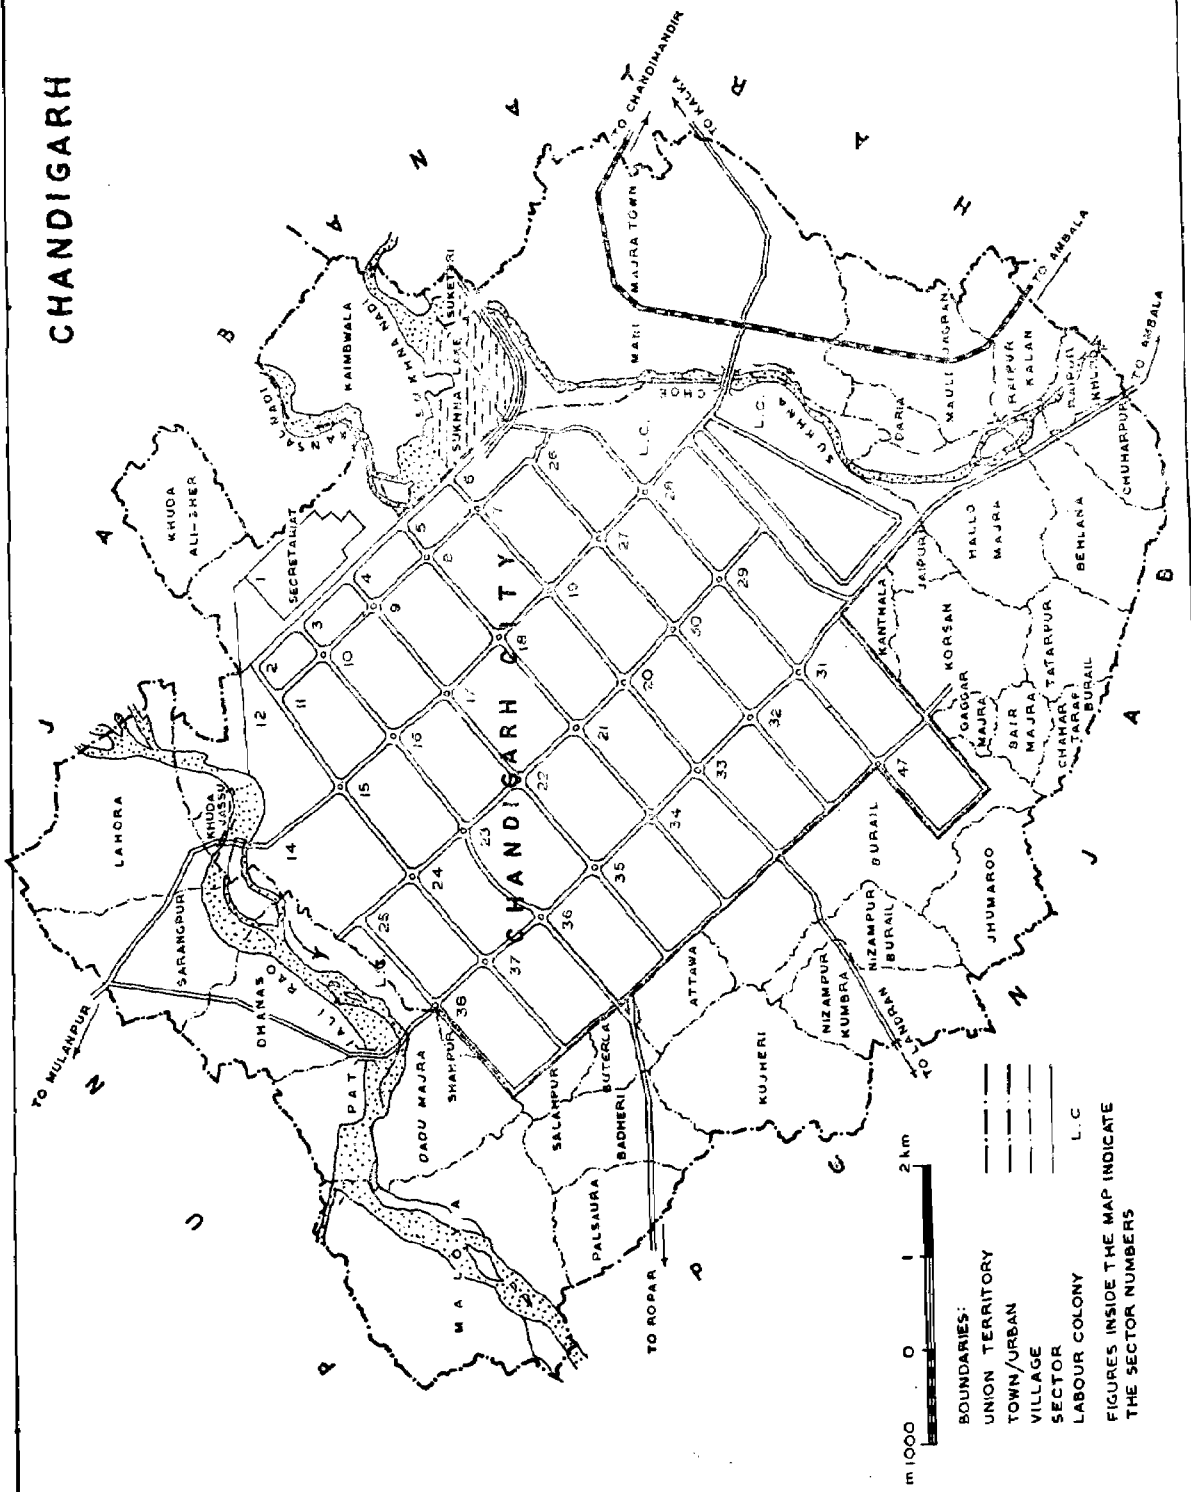 CHANDIGARH
TO MULANPUR
LAHORA
SARANGPUR
KHUDA
JASSU
DHANAS
KHUDA
ALI-SHER
SECRETARIAT
KAIMBWALA
KANSAL NADI
SUKHNA NADI
SUKHNA LAKE
SUKETRI
TO CHANDIMANDIR
TO KALKA
MANI MAJRA TOWN
L.C.
L.C.
L.C.
SUKHNA CHOE
PATIALI RAO
DADU MAJRA
SHAHPUR
MALOYA
CHANDIGARH CITY
1
2
3
4
5
6
7
8
9
10
11
12
14
15
16
17
18
19
20
21
22
23
24
25
26
27
28
29
30
31
32
33
34
35
36
37
38
47
SALAHPUR
BUTERLA
BADHERI
PALSAURA
TO ROPAR
ATTAWA
KUJHERI
NIZAMPUR
KUMBRA
NIZAMPUR
BURAIL
BURAIL
TO LANDRAN
JHUMAROO
DARIA
MAULI JAGRAN
RAIPUR
KALAN
RAIPUR
KHURD
TO AMBALA
TO AMBALA
CHUHARPUR
BEHLANA
HALLO
MAJRA
JAIPUR
KANTHALA
KORSAN
GAGGAR
MAJRA
BAIR
MAJRA
TATARPUR
CHAHAR
TARAF
BURAIL
PUNJAB
HARYANA
PUNJAB
m 1000 0 1 2 km
BOUNDARIES:
UNION TERRITORY
TOWN/URBAN
VILLAGE
SECTOR
LABOUR COLONY L.C
FIGURES INSIDE THE MAP INDICATE
THE SECTOR NUMBERS